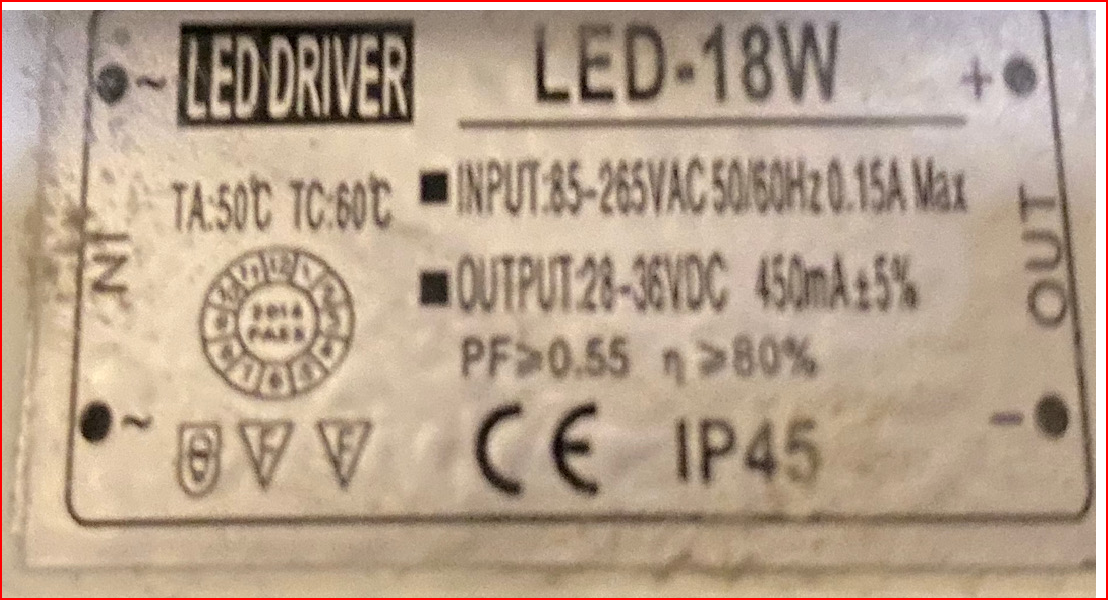 ~ LED DRIVER LED-18W +
TA:50℃ TC:60℃
■ INPUT:85-265VAC 50/60Hz 0.15A Max
■ OUTPUT:28-36VDC 450mA±5%
PF≥0.55 η≥80%
IN
OUT
PASS
~ F F CE IP45 -